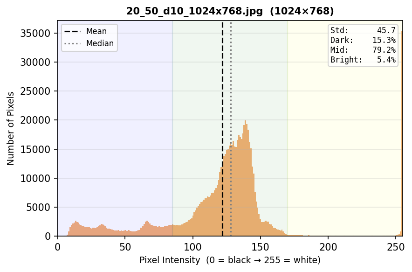 20_50_d10_1024x768.jpg  (1024×768)
Mean
Median
Std: 45.7
Dark: 15.3%
Mid: 79.2%
Bright: 5.4%
35000
30000
25000
20000
15000
10000
5000
0
Number of Pixels
0 50 100 150 200 250
Pixel Intensity  (0 = black → 255 = white)